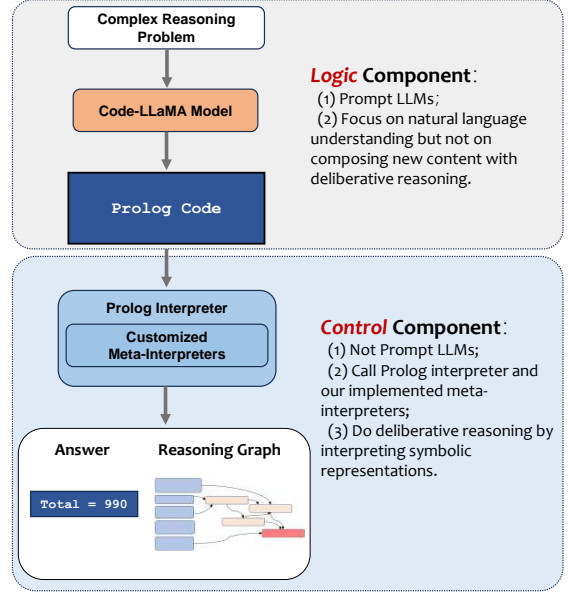 Complex Reasoning
Problem
Code-LLaMA Model
Prolog Code
Logic Component:
(1) Prompt LLMs;
(2) Focus on natural language
understanding but not on
composing new content with
deliberative reasoning.
Prolog Interpreter
Customized
Meta-Interpreters
Control Component:
(1) Not Prompt LLMs;
(2) Call Prolog interpreter and
our implemented meta-
interpreters;
(3) Do deliberative reasoning by
interpreting symbolic
representations.
Answer
Reasoning Graph
Total = 990